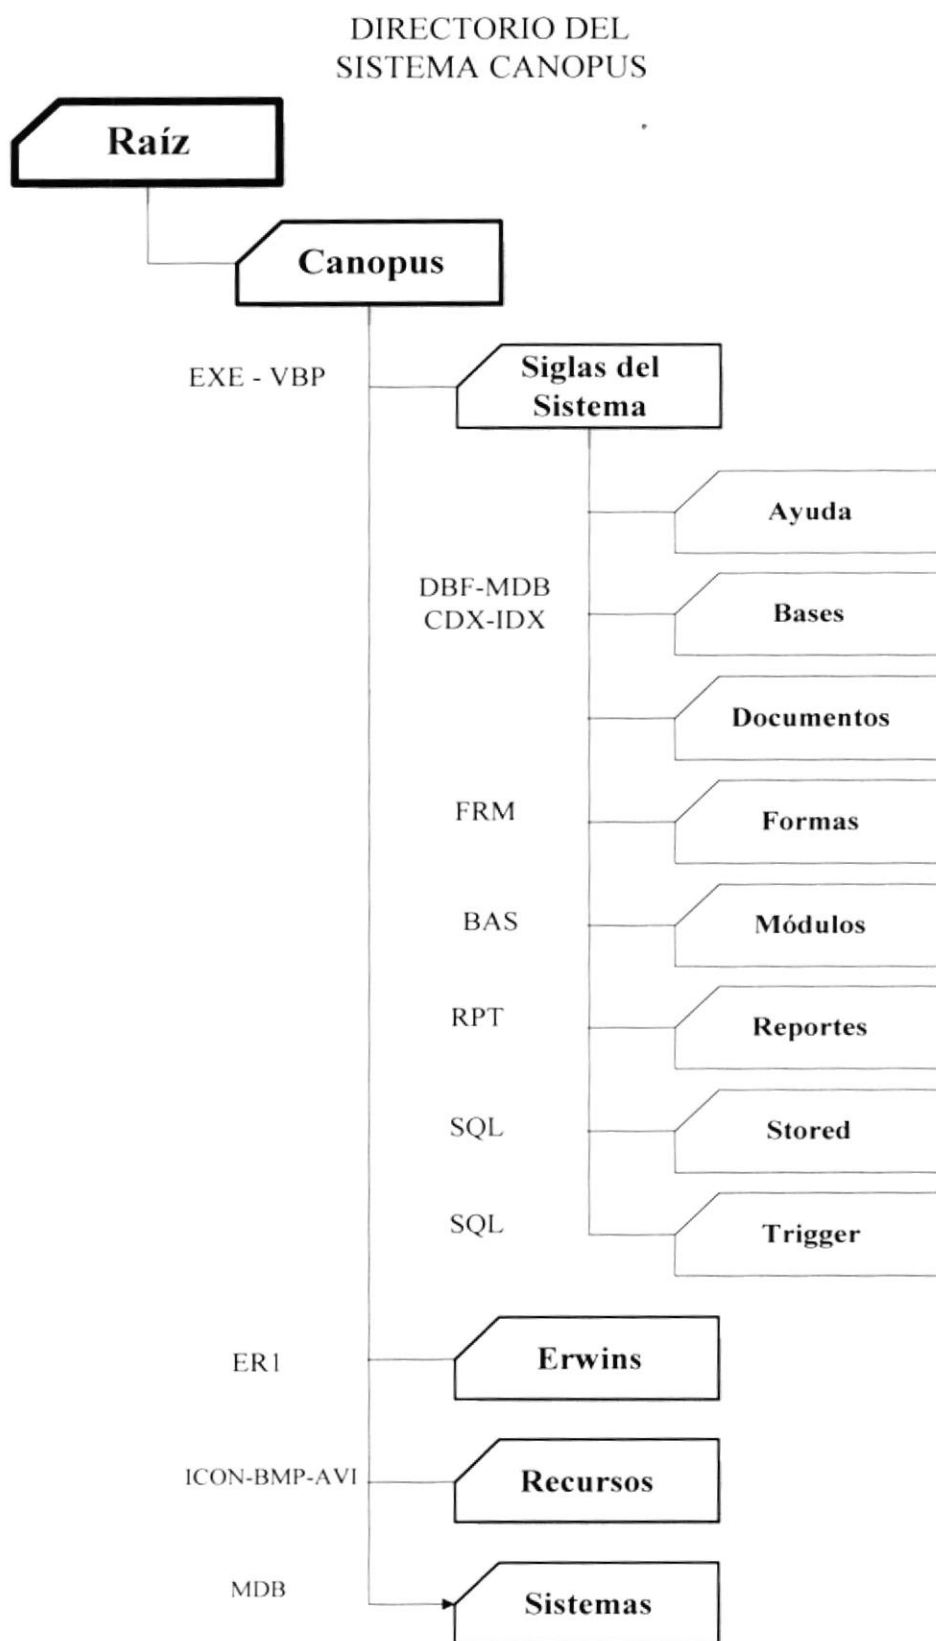 DIRECTORIO DEL
SISTEMA CANOPUS
Raíz
Canopus
EXE - VBP
Siglas del
Sistema
Ayuda
DBF-MDB
CDX-IDX
Bases
Documentos
FRM
Formas
BAS
Módulos
RPT
Reportes
SQL
Stored
SQL
Trigger
ER1
Erwins
ICON-BMP-AVI
Recursos
MDB
Sistemas